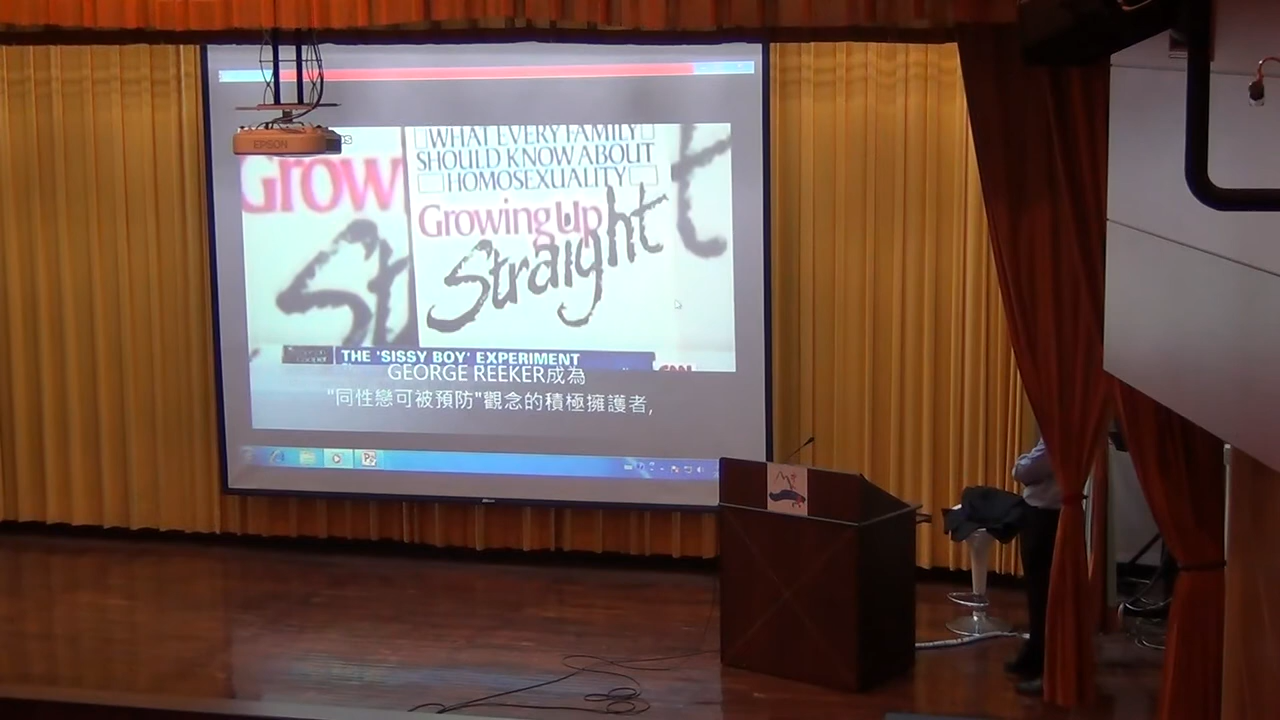 EPSON
WHAT EVERY FAMILY
SHOULD KNOW ABOUT
HOMOSEXUALITY
Grow
Growing Up
Straight
St
t
THE 'SISSY BOY' EXPERIMENT
CNN
GEORGE REEKER成為
"同性戀可被預防"觀念的積極擁護者,